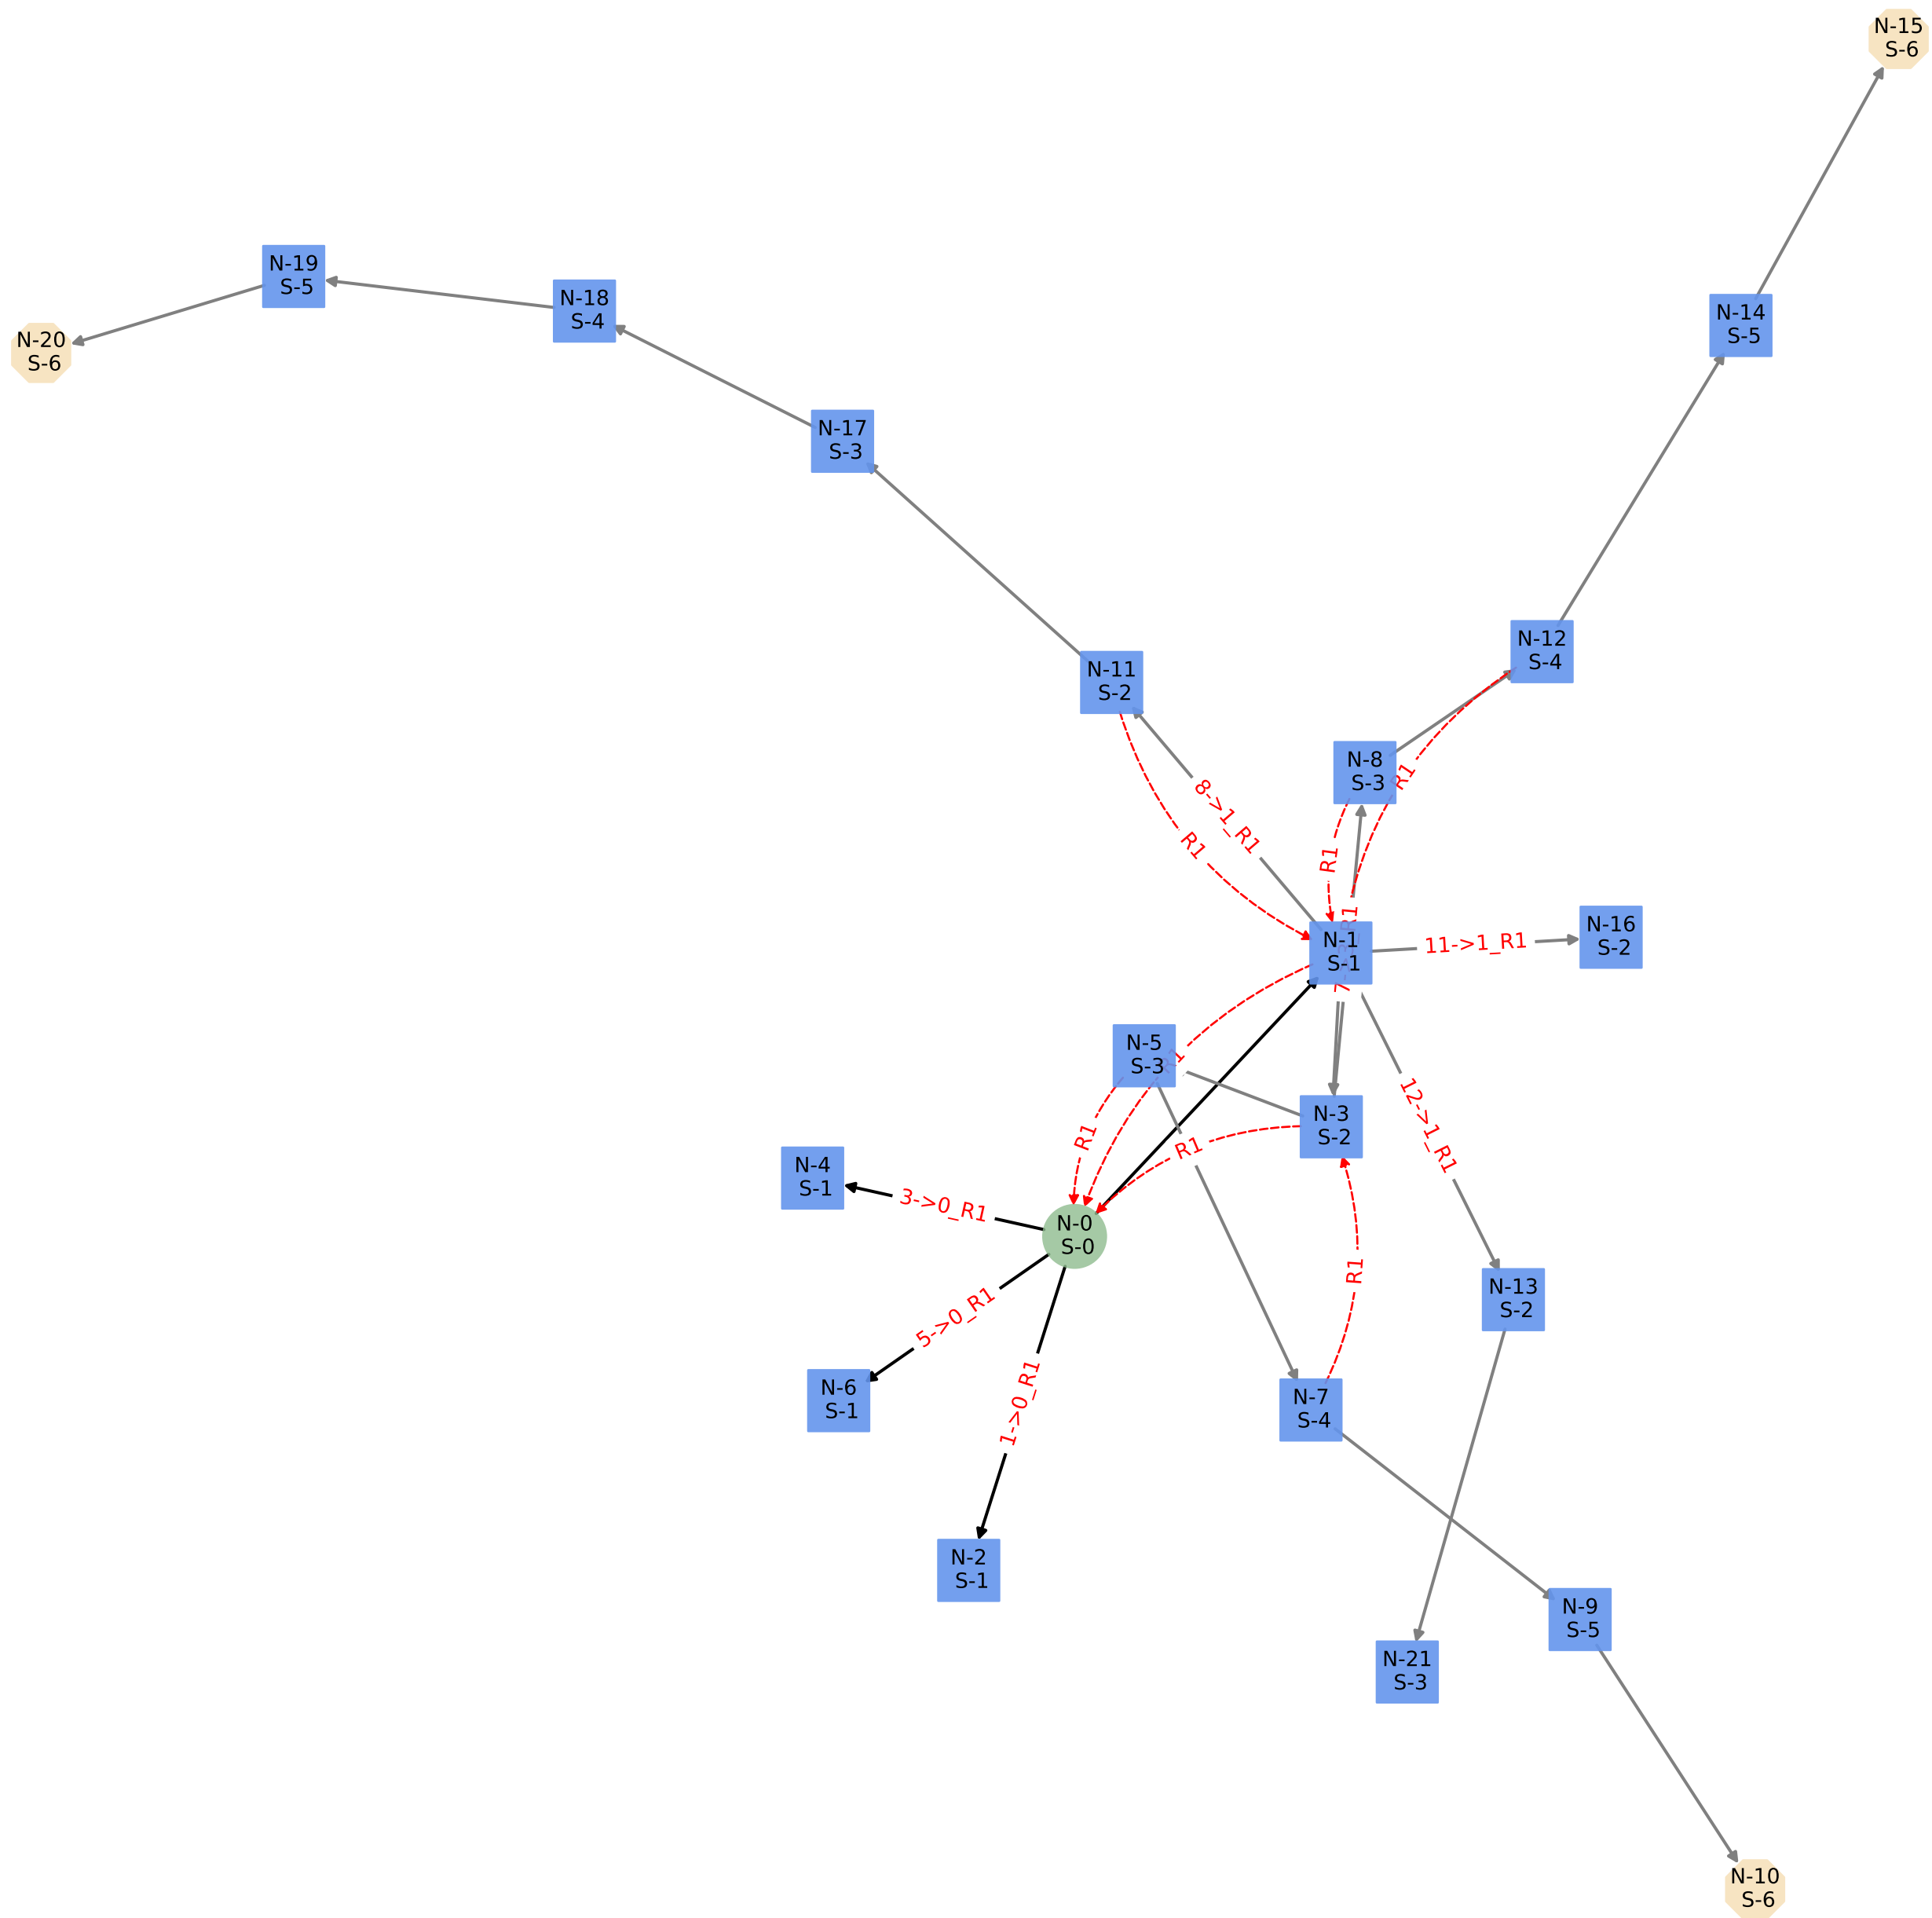 N-15
S-6
N-19
S-5
N-18
S-4
N-14
S-5
N-20
S-6
N-17
S-3
N-12
S-4
N-11
S-2
N-8
S-3
R1
8->1_R1
R1
R1
N-1
S-1
11->1_R1
N-16
S-2
N-5
S-3
N-3
S-2
12->1_R1
R1
R1
N-4
S-1
3->0_R1
N-0
S-0
R1
N-13
S-2
5->0_R1
N-6
S-1
1->0_R1
N-7
S-4
N-2
S-1
N-9
S-5
N-21
S-3
N-10
S-6